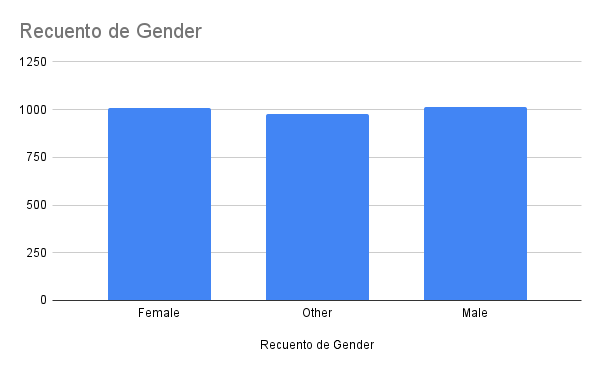 Recuento de Gender
1250
1000
750
500
250
0
Female Other Male
Recuento de Gender